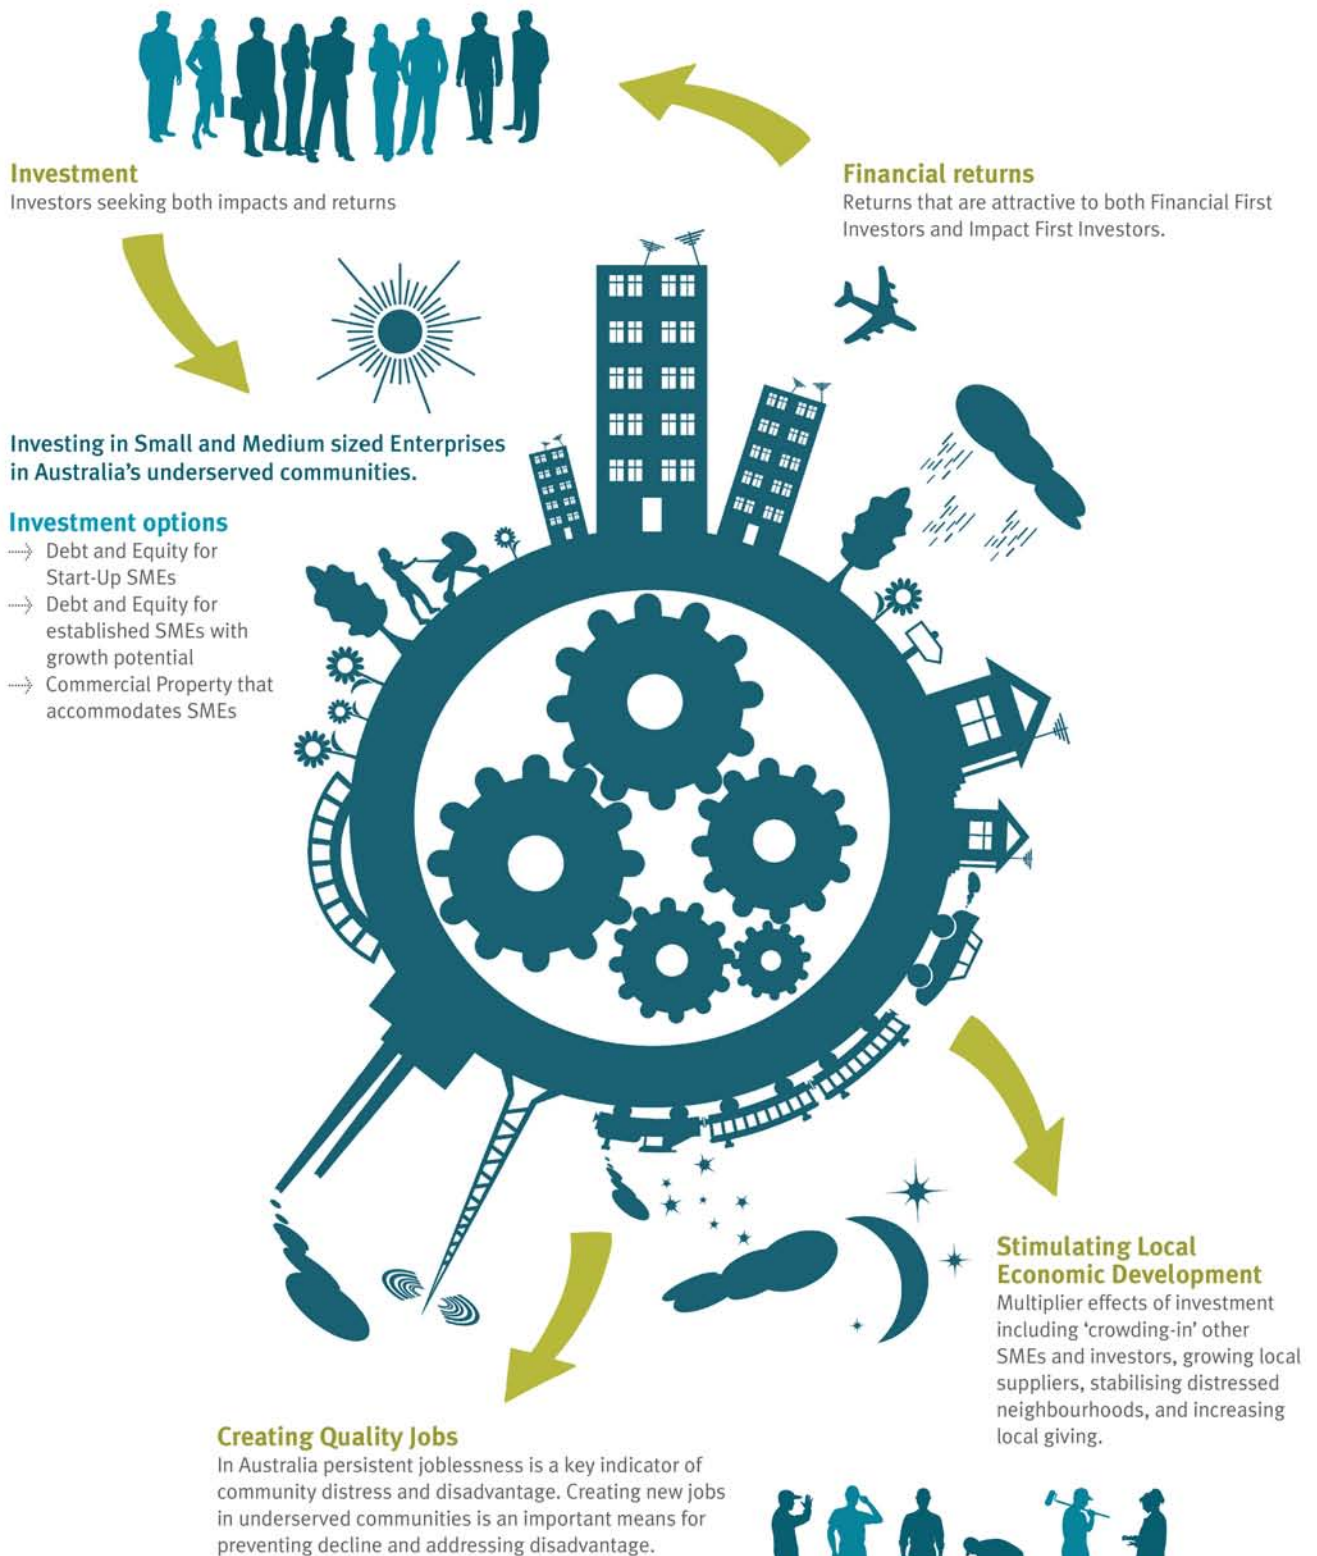 Investment
Investors seeking both impacts and returns
Financial returns
Returns that are attractive to both Financial First
Investors and Impact First Investors.
Investing in Small and Medium sized Enterprises
in Australia’s underserved communities.
Investment options
Debt and Equity for
Start-Up SMEs
Debt and Equity for
established SMEs with
growth potential
Commercial Property that
accommodates SMEs
Stimulating Local
Economic Development
Multiplier effects of investment
including ‘crowding-in’ other
SMEs and investors, growing local
suppliers, stabilising distressed
neighbourhoods, and increasing
local giving.
Creating Quality Jobs
In Australia persistent joblessness is a key indicator of
community distress and disadvantage. Creating new jobs
in underserved communities is an important means for
preventing decline and addressing disadvantage.